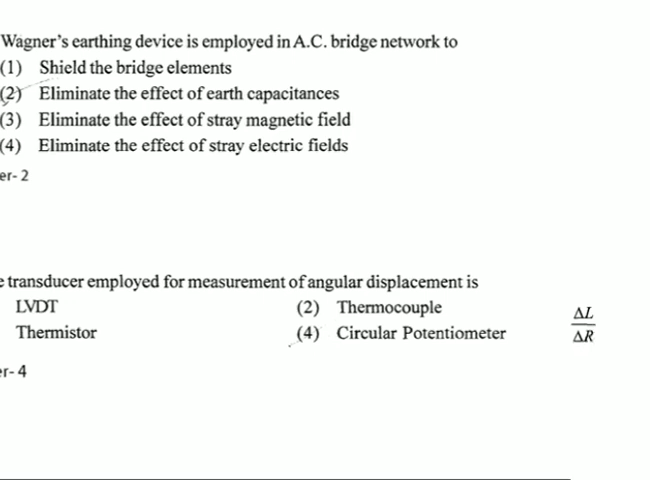 Wagner's earthing device is employed in A.C. bridge network to
(1) Shield the bridge elements
(2) Eliminate the effect of earth capacitances
(3) Eliminate the effect of stray magnetic field
(4) Eliminate the effect of stray electric fields
er- 2
e transducer employed for measurement of angular displacement is
LVDT (2) Thermocouple
Thermistor (4) Circular Potentiometer
ΔL
ΔR
er- 4